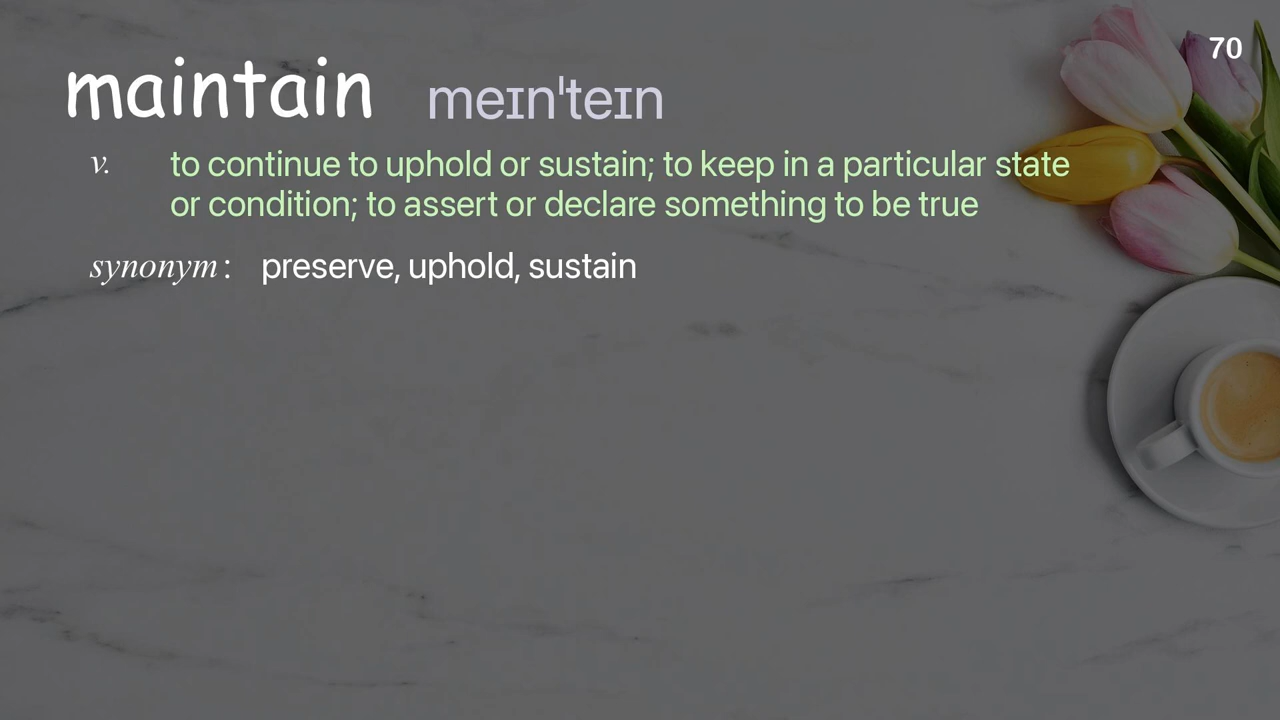 70
maintain meɪnˈteɪn
v. to continue to uphold or sustain; to keep in a particular state
or condition; to assert or declare something to be true
synonym: preserve, uphold, sustain